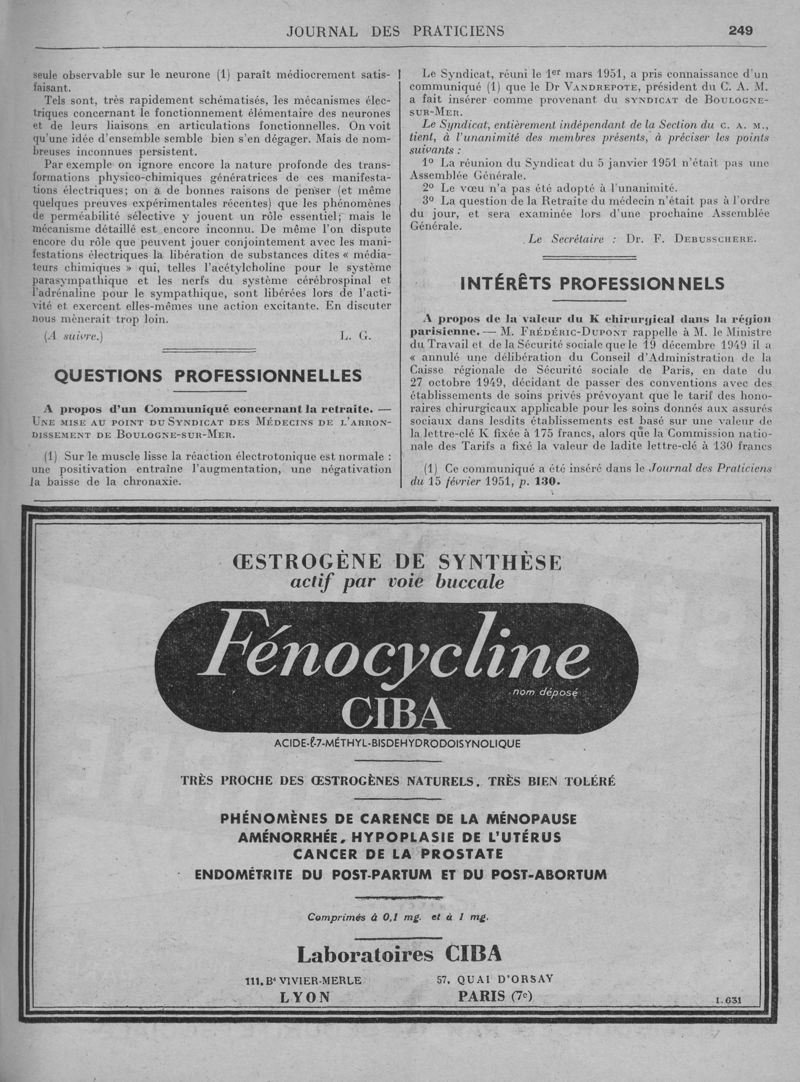 JOURNAL DES PRATICIENS
249
seule observable sur le neurone (1) paraît médiocrement satis-
faisant.
Tels sont, très rapidement schématisés, les mécanismes élec-
triques concernant le fonctionnement élémentaire des neurones
et de leurs liaisons en articulations fonctionnelles. On voit
qu'une idée d'ensemble semble bien s'en dégager. Mais de nom-
breuses inconnues persistent.
Par exemple on ignore encore la nature profonde des trans-
formations physico-chimiques génératrices de ces manifesta-
tions électriques; on a de bonnes raisons de penser (et même
quelques preuves expérimentales récentes) que les phénomènes
de perméabilité sélective y jouent un rôle essentiel; mais le
mécanisme détaillé est encore inconnu. De même l'on dispute
encore du rôle que peuvent jouer conjointement avec les mani-
festations électriques la libération de substances dites « média-
teurs chimiques » qui, telles l'acétylcholine pour le système
parasympathique et les nerfs du système cérébrospinal et
l'adrénaline pour le sympathique, sont libérées lors de l'acti-
vité et exercent elles-mêmes une action excitante. En discuter
nous mènerait trop loin.
(A suivre.) L. G.
QUESTIONS PROFESSIONNELLES
A propos d'un Communiqué concernant la retraite. —
UNE MISE AU POINT DU SYNDICAT DES MÉDECINS DE L'ARRON-
DISSEMENT DE BOULOGNE-SUR-MER.
(1) Sur le muscle lisse la réaction électrotonique est normale :
une positivation entraîne l'augmentation, une négativation
la baisse de la chronaxie.
Le Syndicat, réuni le 1er mars 1951, a pris connaissance d'un
communiqué (1) que le Dr VANDREPOTE, président du C. A. M.
a fait insérer comme provenant du SYNDICAT de BOULOGNE-
SUR-MER.
Le Syndicat, entièrement indépendant de la Section du C. A. M.,
tient, à l'unanimité des membres présents, à préciser les points
suivants :
1° La réunion du Syndicat du 5 janvier 1951 n'était pas une
Assemblée Générale.
2° Le vœu n'a pas été adopté à l'unanimité.
3° La question de la Retraite du médecin n'était pas à l'ordre
du jour, et sera examinée lors d'une prochaine Assemblée
Générale.
Le Secrétaire : Dr. F. DEBUSSCHERE.
INTÉRÊTS PROFESSIONNELS
A propos de la valeur du K chirurgical dans la région
parisienne. — M. FRÉDÉRIC-DUPONT rappelle à M. le Ministre
du Travail et de la Sécurité sociale que le 19 décembre 1949 il a
« annulé une délibération du Conseil d'Administration de la
Caisse régionale de Sécurité sociale de Paris, en date du
27 octobre 1949, décidant de passer des conventions avec des
établissements de soins privés prévoyant que le tarif des hono-
raires chirurgicaux applicable pour les soins donnés aux assurés
sociaux dans lesdits établissements est basé sur une valeur de
la lettre-clé K fixée à 175 francs, alors que la Commission natio-
nale des Tarifs a fixé la valeur de ladite lettre-clé à 130 francs
(1) Ce communiqué a été inséré dans le Journal des Praticiens
du 15 février 1951, p. 130.
ŒSTROGÈNE DE SYNTHÈSE
actif par voie buccale
Fénocycline
nom déposé
CIBA
ACIDE-ℓ-7-MÉTHYL-BISDEHYDRODOISYNOLIQUE
TRÈS PROCHE DES ŒSTROGÈNES NATURELS, TRÈS BIEN TOLÉRÉ
PHÉNOMÈNES DE CARENCE DE LA MÉNOPAUSE
AMÉNORRHÉE, HYPOPLASIE DE L'UTÉRUS
CANCER DE LA PROSTATE
ENDOMÉTRITE DU POST-PARTUM ET DU POST-ABORTUM
Comprimés à 0,1 mg. et à 1 mg.
Laboratoires CIBA
111, Bd VIVIER-MERLE 57, QUAI D'ORSAY
LYON PARIS (7e)
1.631